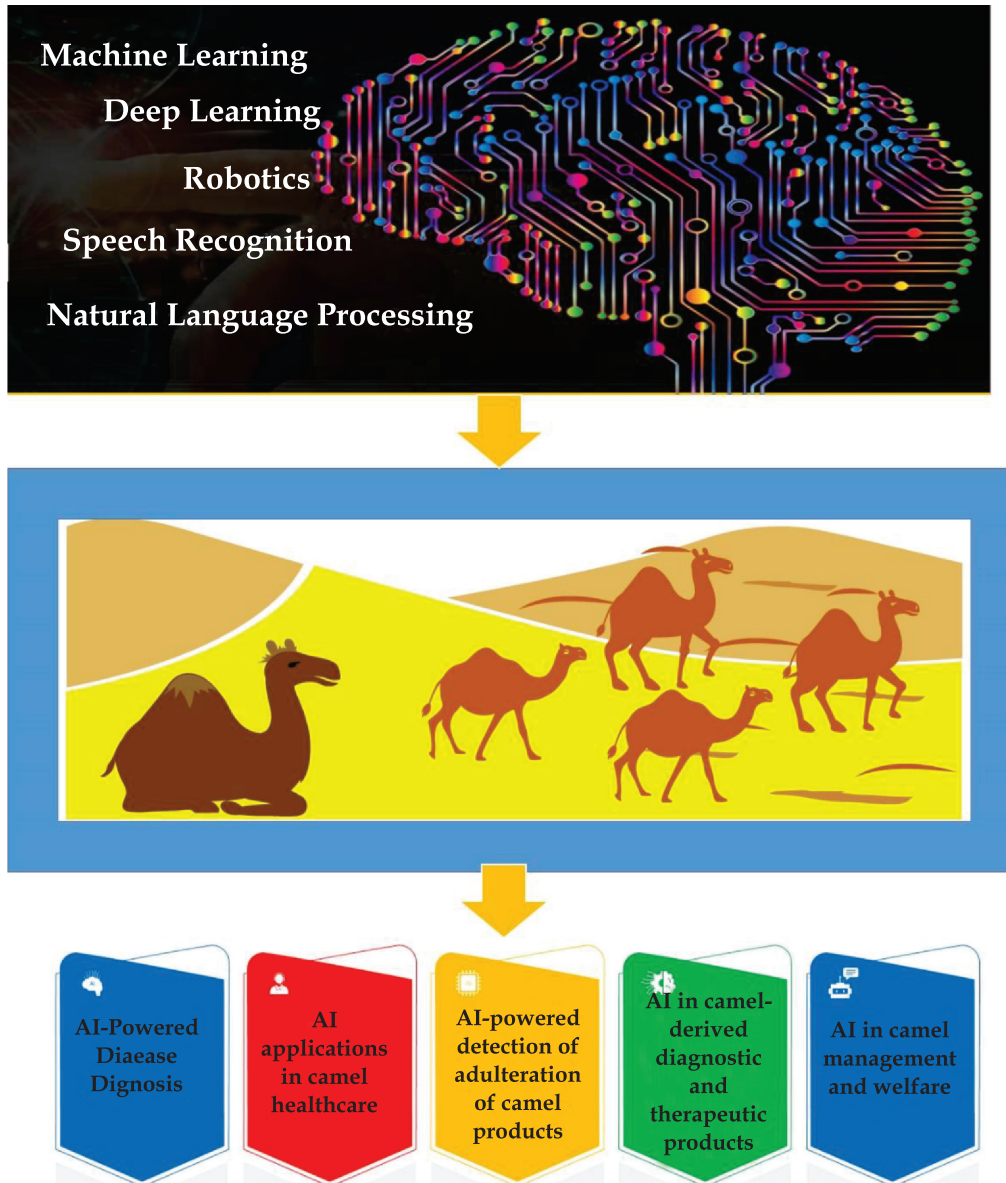 Machine Learning
Deep Learning
Robotics
Speech Recognition
Natural Language Processing
AI-Powered
Diaease
Dignosis
AI
applications
in camel
healthcare
AI-powered
detection of
adulteration
of camel
products
AI in camel-
derived
diagnostic
and
therapeutic
products
AI in camel
management
and welfare